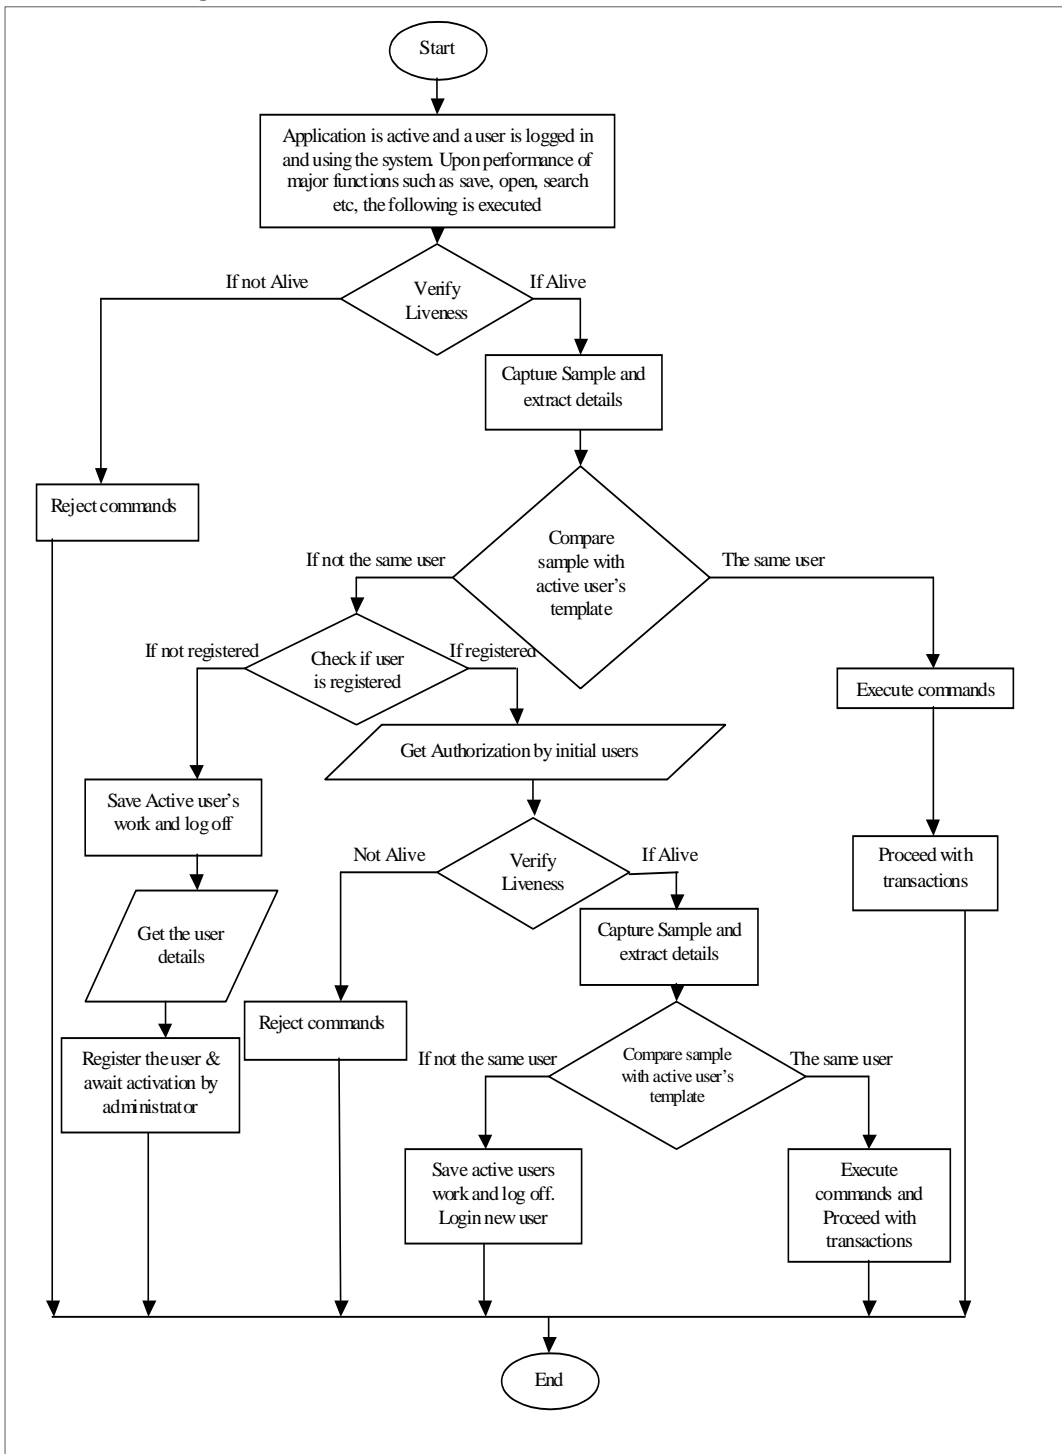 Start
Application is active and a user is logged in
and using the system. Upon performance of
major functions such as save, open, search
etc, the following is executed
If not Alive
Verify
Liveness
If Alive
Capture Sample and
extract details
Reject commands
Compare
sample with
active user's
template
If not the same user
The same user
If not registered
Check if user
is registered
If registered
Execute commands
Get Authorization by initial users
Save Active user's
work and log off
Not Alive
Verify
Liveness
If Alive
Proceed with
transactions
Get the user
details
Capture Sample and
extract details
Reject commands
Register the user &
await activation by
administrator
If not the same user
Compare sample
with active user's
template
The same user
Save active users
work and log off.
Login new user
Execute
commands and
Proceed with
transactions
End